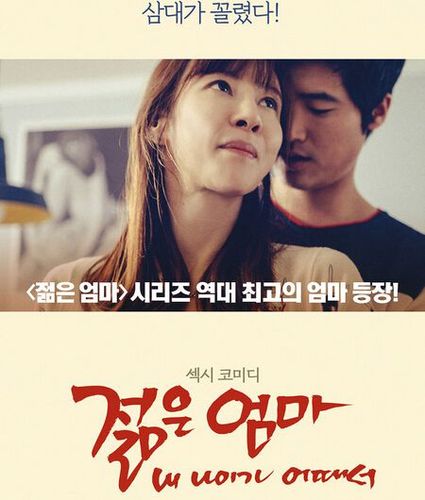 삼대가 꼴렸다!
<젊은 엄마> 시리즈 역대 최고의 엄마 등장!
섹시 코미디
젊은 엄마
내 나이가 어때서